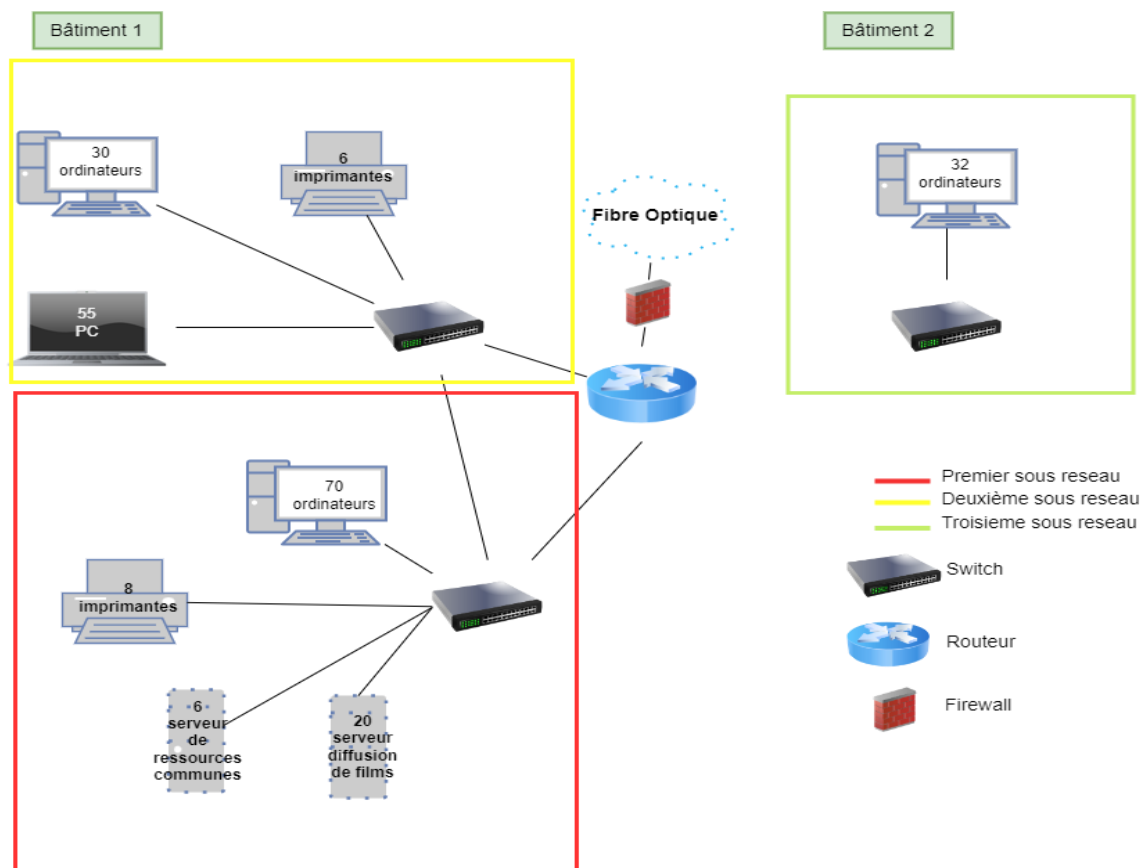 Bâtiment 1
Bâtiment 2
30
ordinateurs
6
imprimantes
32
ordinateurs
Fibre Optique
55
PC
70
ordinateurs
Premier sous reseau
Deuxième sous reseau
Troisieme sous reseau
Switch
8
imprimantes
Routeur
6
serveur
de
ressources
communes
20
serveur
diffusion
de films
Firewall